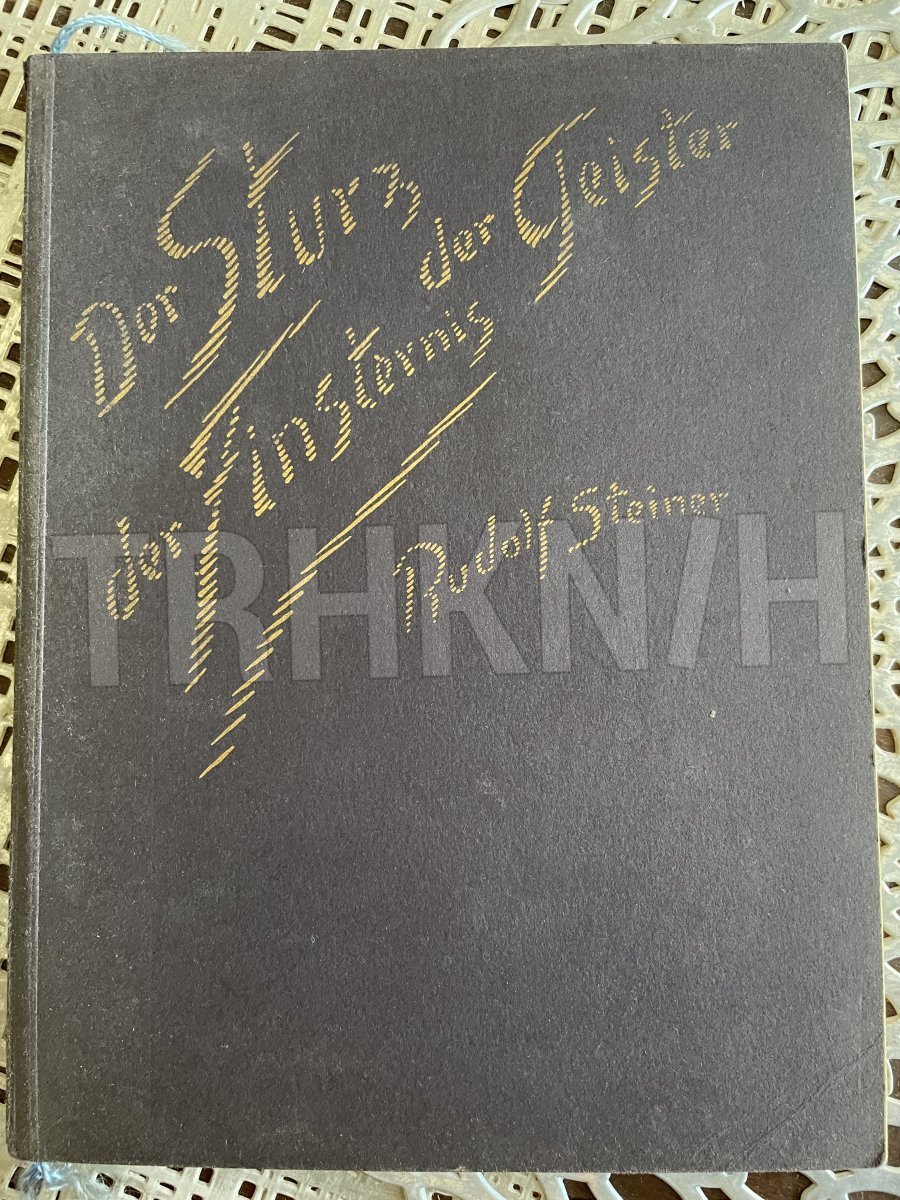 Der Sturz der Geister
der Finsternis
Rudolf Steiner
TRHKN/H